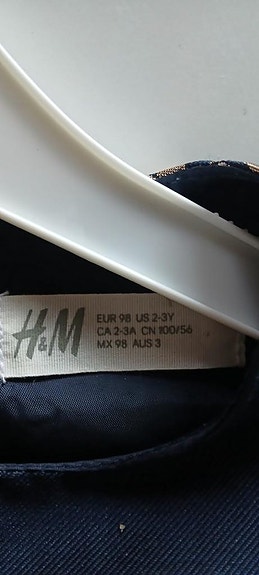 H&M
EUR 98 US 2-3Y
CA 2-3A CN 100/56
MX 98 AUS 3